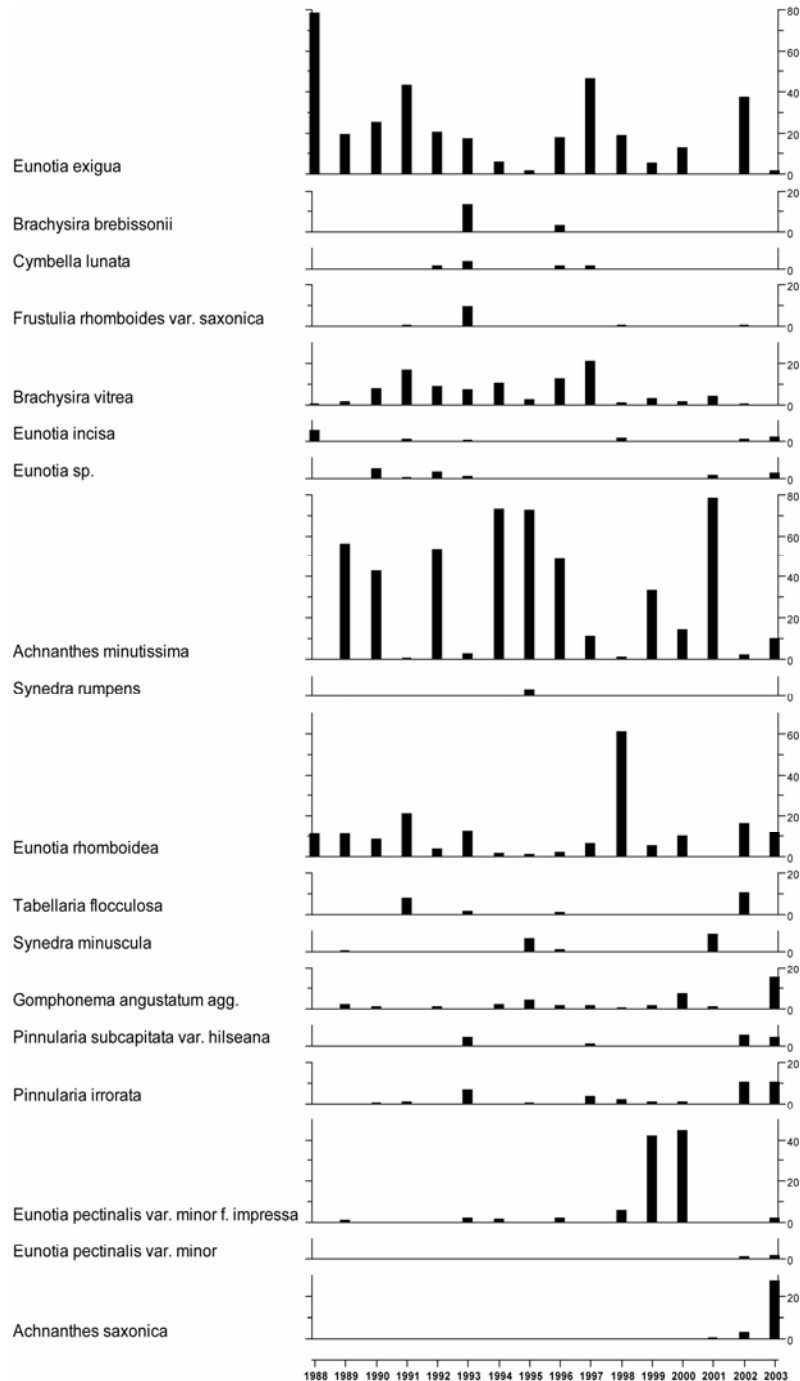 80
60
40
20
Eunotia exigua
0
20
Brachysira brebissonii
0
Cymbella lunata
0
20
Frustulia rhomboides var. saxonica
0
20
Brachysira vitrea
0
Eunotia incisa
0
Eunotia sp.
0
80
60
40
20
Achnanthes minutissima
0
Synedra rumpens
0
60
40
20
Eunotia rhomboidea
0
20
Tabellaria flocculosa
0
Synedra minuscula
0
20
Gomphonema angustatum agg.
0
Pinnularia subcapitata var. hilseana
0
20
Pinnularia irrorata
0
40
20
Eunotia pectinalis var. minor f. impressa
0
Eunotia pectinalis var. minor
0
20
Achnanthes saxonica
0
1988 1989 1990 1991 1992 1993 1994 1995 1996 1997 1998 1999 2000 2001 2002 2003